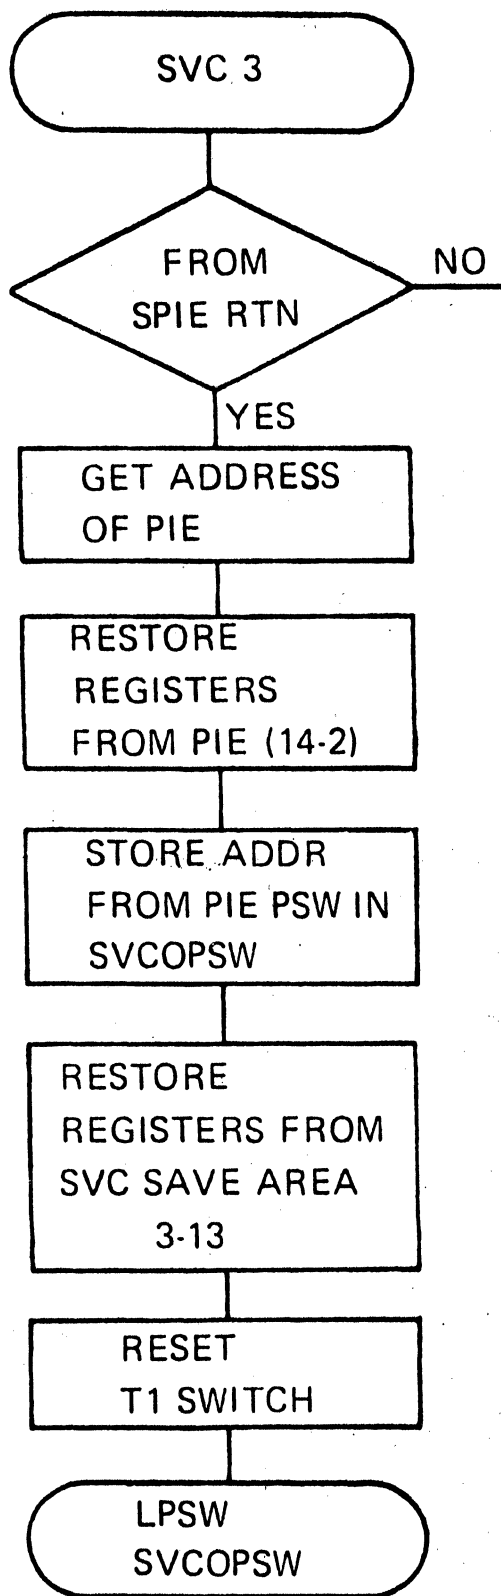 SVC 3
FROM
SPIE RTN
NO
YES
GET ADDRESS
OF PIE
RESTORE
REGISTERS
FROM PIE (14-2)
STORE ADDR
FROM PIE PSW IN
SVCOPSW
RESTORE
REGISTERS FROM
SVC SAVE AREA
3-13
RESET
T1 SWITCH
LPSW
SVCOPSW